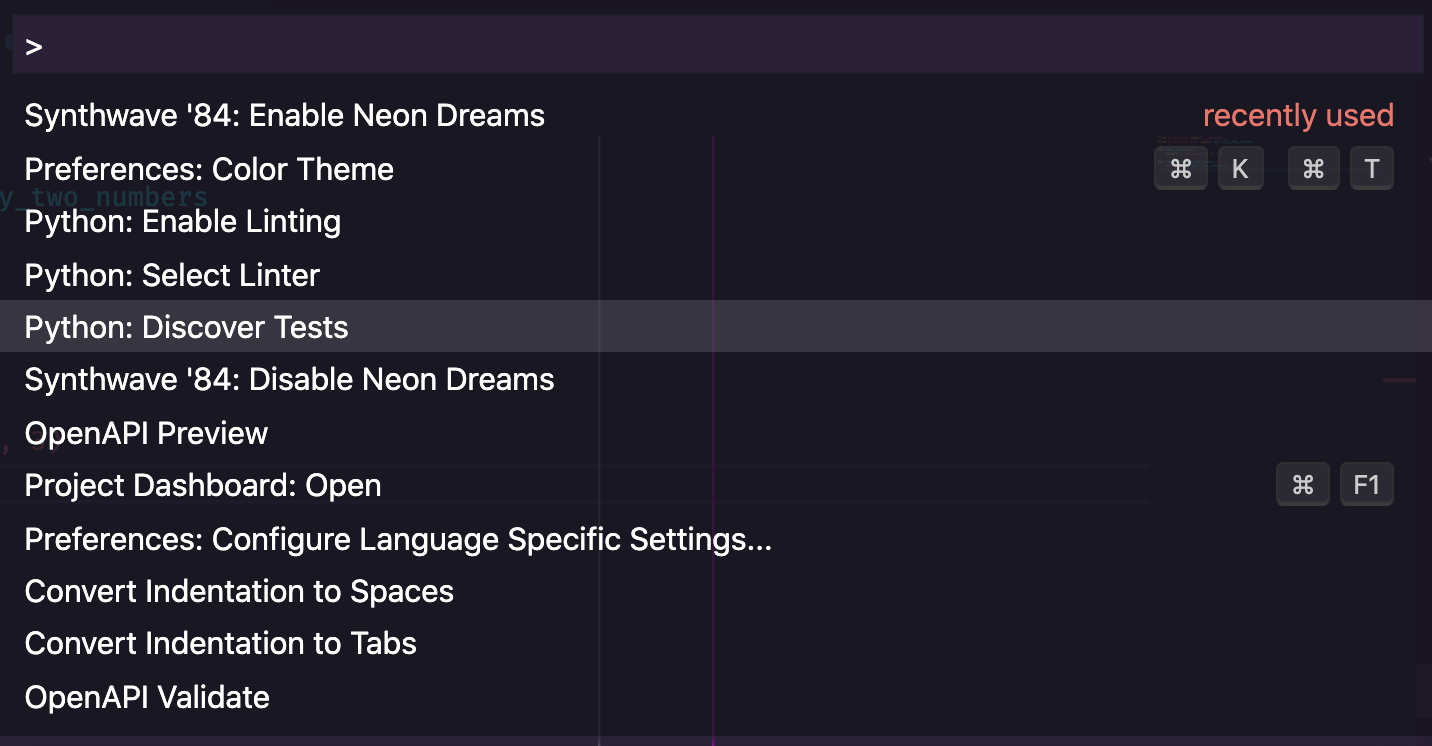 >
Synthwave '84: Enable Neon Dreams recently used
Preferences: Color Theme ⌘ K ⌘ T
y_two_numbers
Python: Enable Linting
Python: Select Linter
Python: Discover Tests
Synthwave '84: Disable Neon Dreams
OpenAPI Preview
Project Dashboard: Open ⌘ F1
Preferences: Configure Language Specific Settings...
Convert Indentation to Spaces
Convert Indentation to Tabs
OpenAPI Validate